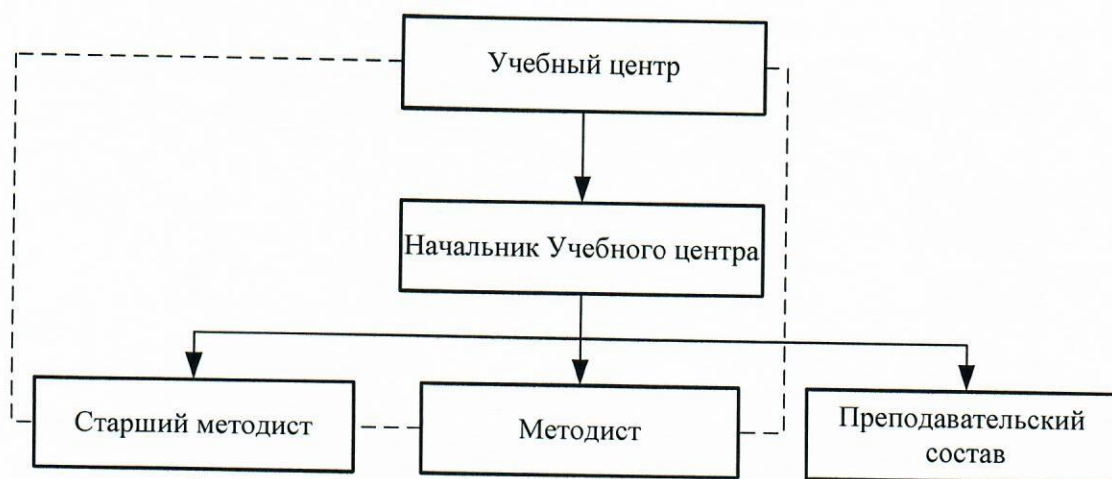 Учебный центр
Начальник Учебного центра
Старший методист
Методист
Преподавательский
состав